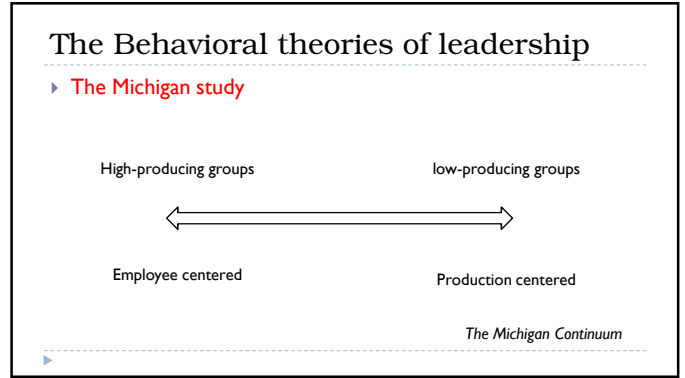 The Behavioral theories of leadership
The Michigan study
High-producing groups
low-producing groups
Employee centered
Production centered
The Michigan Continuum